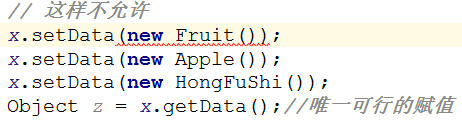 // 这样不允许
x.setData(new Fruit());
x.setData(new Apple());
x.setData(new HongFuShi());
Object z = x.getData();//唯一可行的赋值